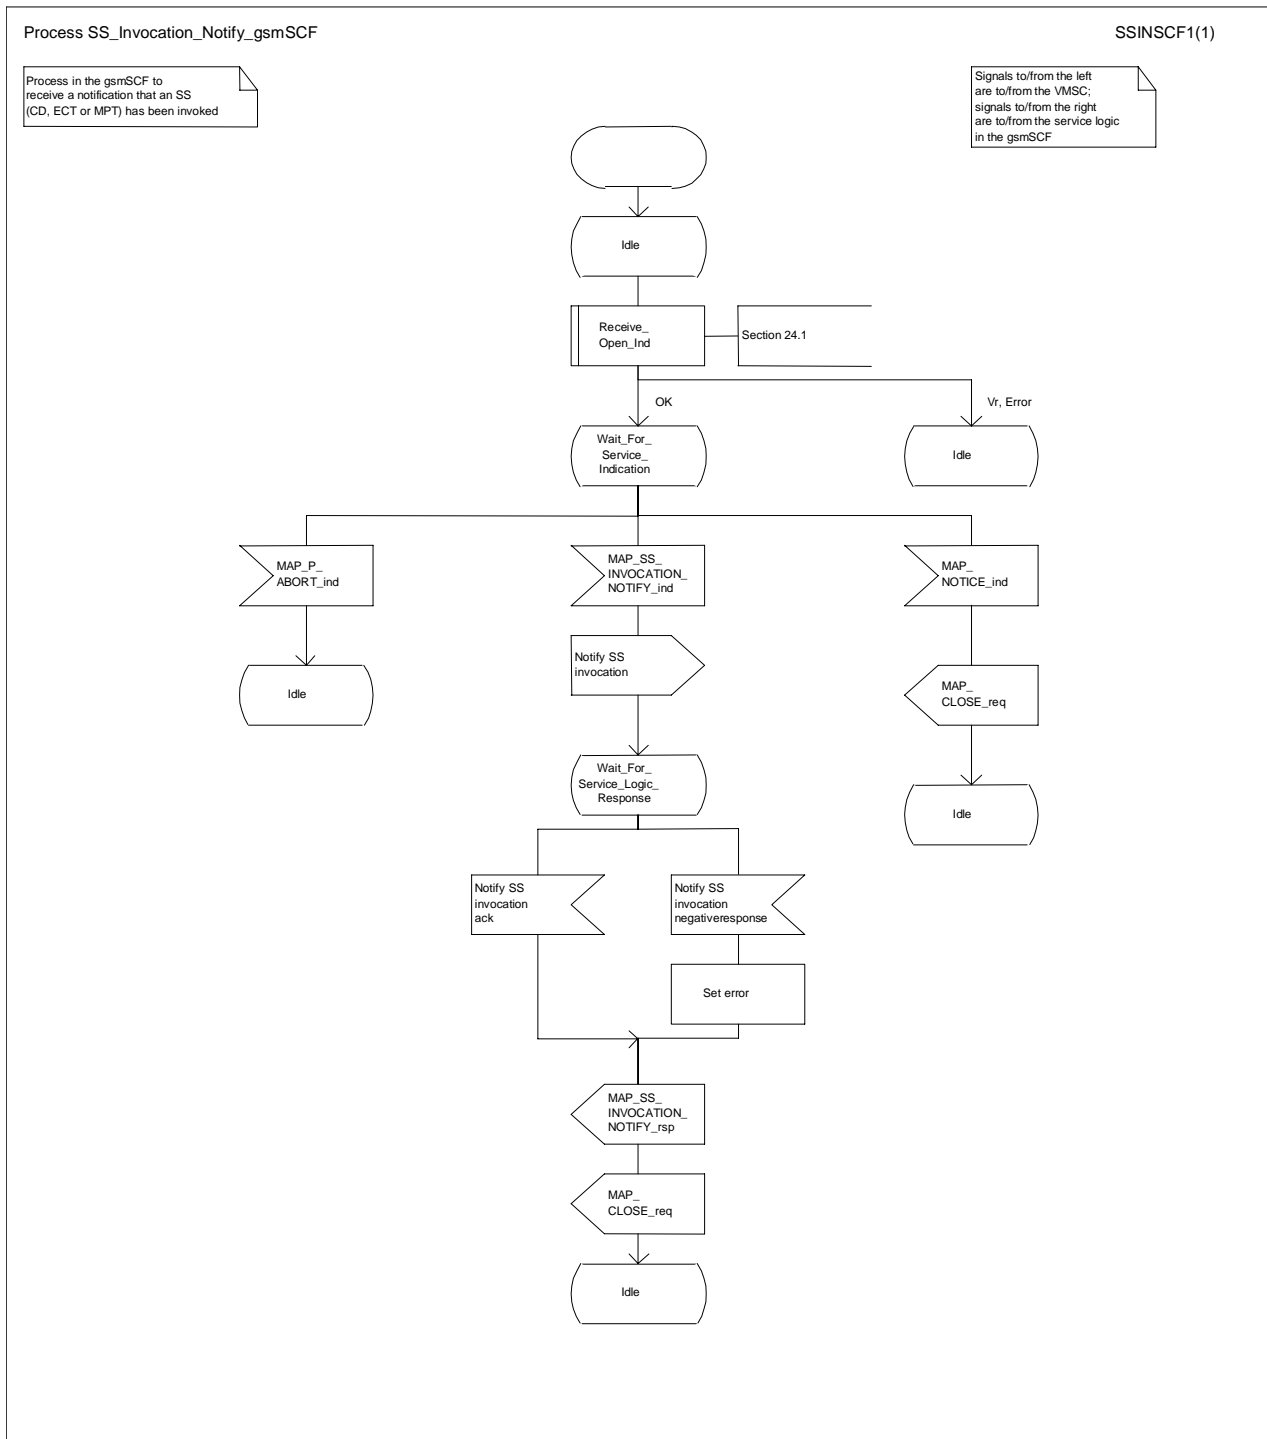 Process SS_Invocation_Notify_gsmSCF
SSINSCF1(1)
Process in the gsmSCF to
receive a notification that an SS
(CD, ECT or MPT) has been invoked
Signals to/from the left
are to/from the VMSC;
signals to/from the right
are to/from the service logic
in the gsmSCF
Idle
Receive_
Open_Ind
Section 24.1
OK
Vr, Error
Wait_For_
Service_
Indication
Idle
MAP_P_
ABORT_ind
MAP_SS_
INVOCATION_
NOTIFY_ind
MAP_
NOTICE_ind
Notify SS
invocation
Idle
MAP_
CLOSE_req
Wait_For_
Service_Logic_
Response
Idle
Notify SS
invocation
ack
Notify SS
invocation
negativeresponse
Set error
MAP_SS_
INVOCATION_
NOTIFY_rsp
MAP_
CLOSE_req
Idle